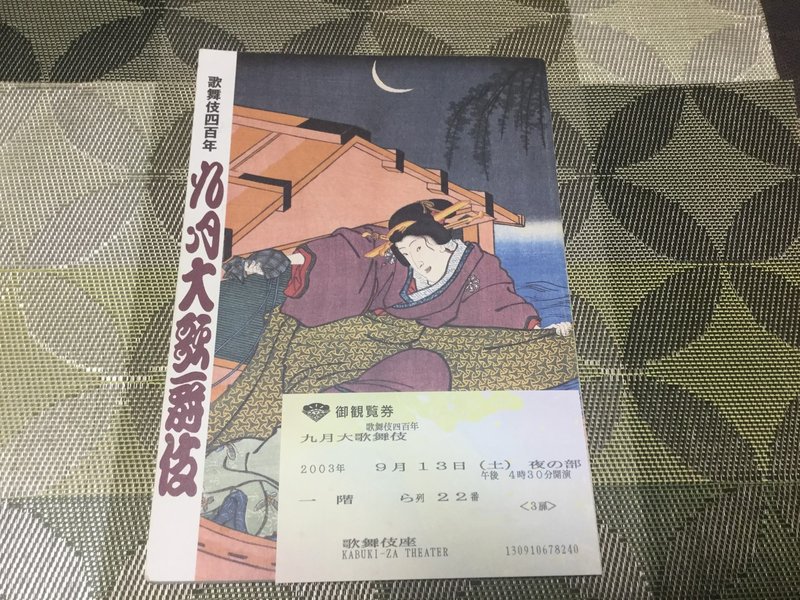 歌舞伎四百年
九月大歌舞伎
御観覧券
歌舞伎四百年
九月大歌舞伎
2003年 9月13日(土) 夜の部
午後 4時30分開演
一階 ら列 22番
<3扉>
歌舞伎座
KABUKI-ZA THEATER 130910678240